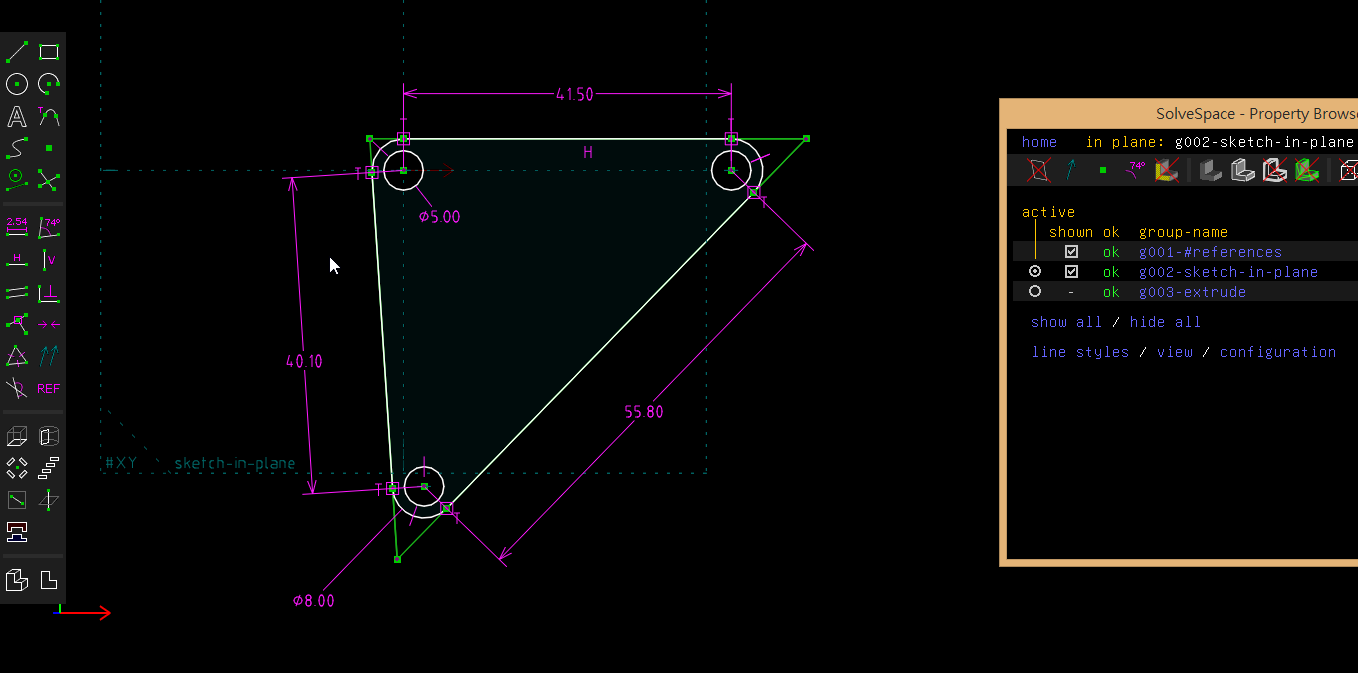 SolveSpace - Property Browse
home in plane: g002-sketch-in-plane
active
shown ok group-name
ok g001-#references
ok g002-sketch-in-plane
- ok g003-extrude
show all / hide all
line styles / view / configuration
41.50
H
⌀5.00
40.10
55.80
⌀8.00
#XY sketch-in-plane
T
T
T
T
T
T
A
T
2.54
74°
H
V
REF
74°